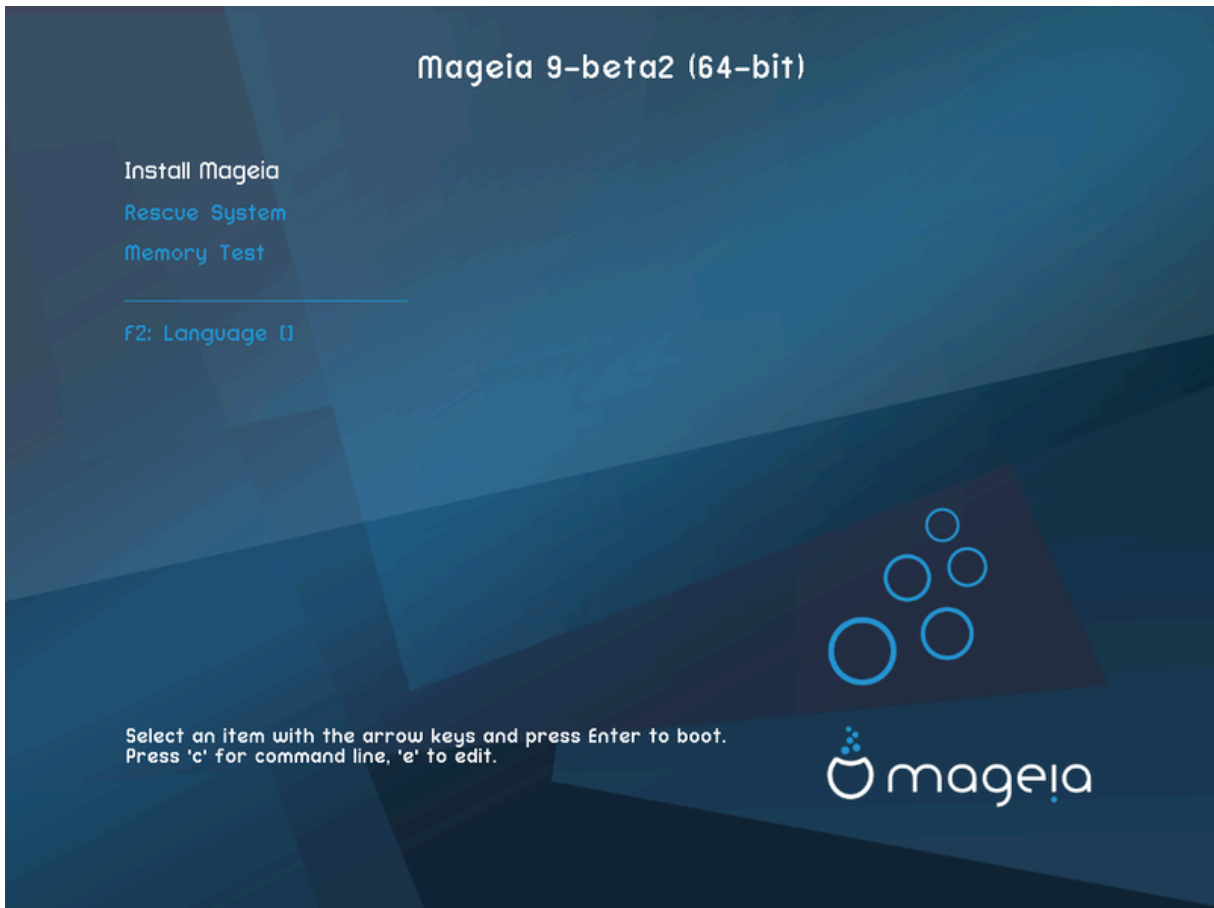 Mageia 9-beta2 (64-bit)
Install Mageia
Rescue System
Memory Test
F2: Language []
Select an item with the arrow keys and press Enter to boot.
Press 'c' for command line, 'e' to edit.
mageia